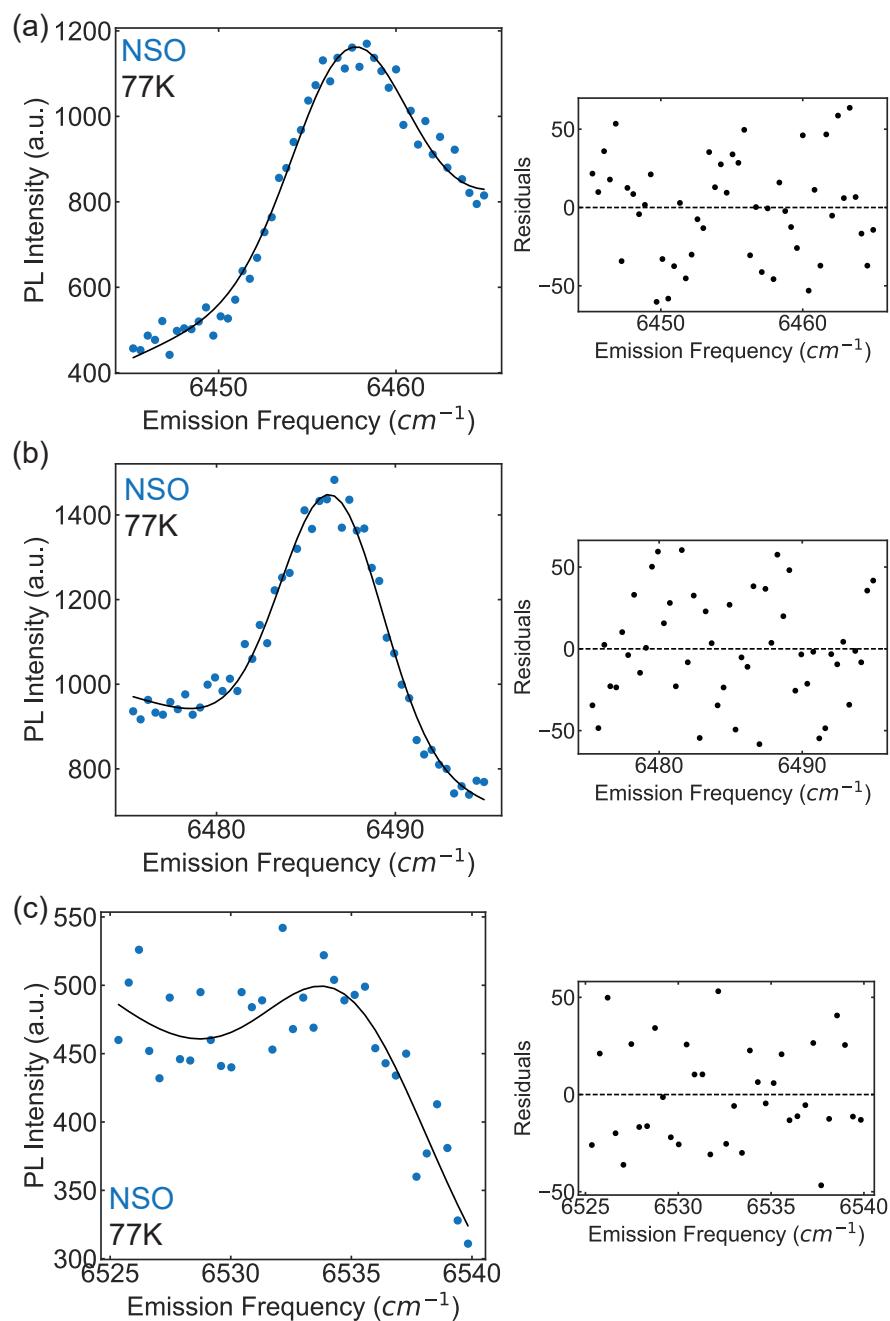 (a)
NSO
77K
PL Intensity (a.u.)
1200
1000
800
600
400
6450
6460
Emission Frequency (cm⁻¹)
Residuals
50
0
−50
6450
6460
Emission Frequency (cm⁻¹)
(b)
NSO
77K
PL Intensity (a.u.)
1400
1200
1000
800
6480
6490
Emission Frequency (cm⁻¹)
Residuals
50
0
−50
6480
6490
Emission Frequency (cm⁻¹)
(c)
PL Intensity (a.u.)
550
500
450
400
350
300
NSO
77K
6525
6530
6535
6540
Emission Frequency (cm⁻¹)
Residuals
50
0
−50
6525
6530
6535
6540
Emission Frequency (cm⁻¹)